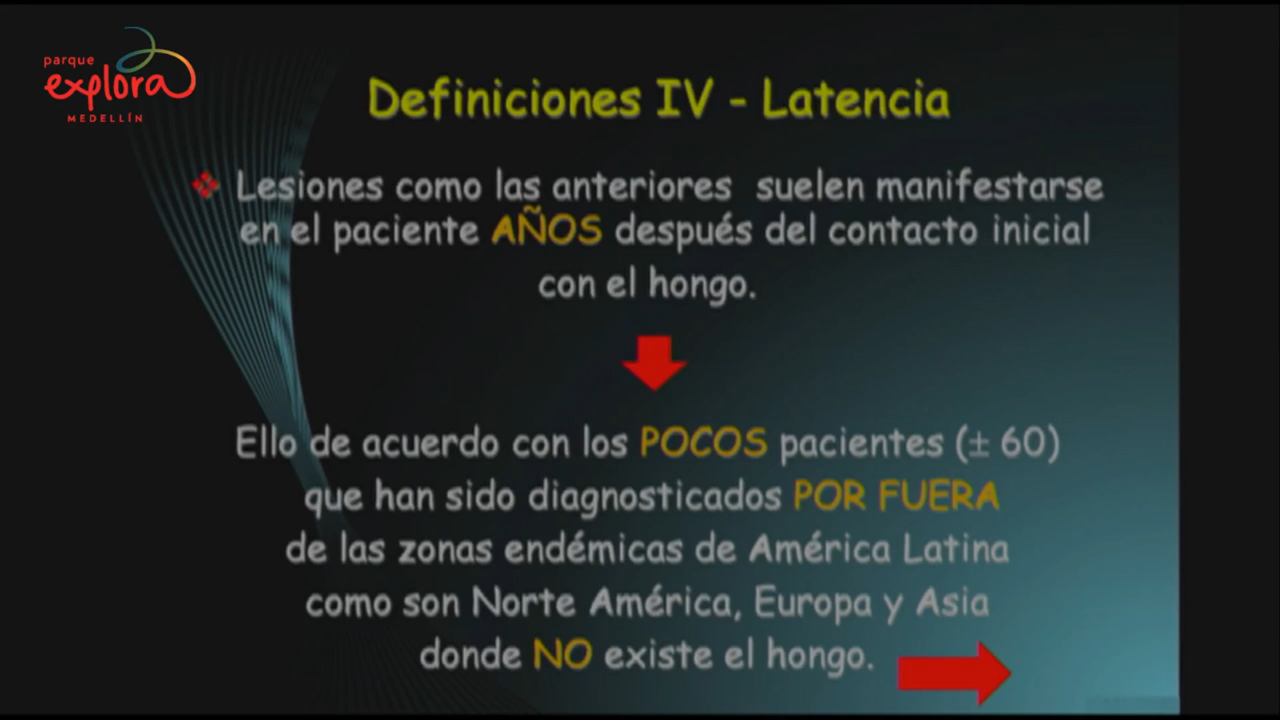 parque
explora
MEDELLÍN
Definiciones IV - Latencia
Lesiones como las anteriores suelen manifestarse
en el paciente AÑOS después del contacto inicial
con el hongo.
Ello de acuerdo con los POCOS pacientes (± 60)
que han sido diagnosticados POR FUERA
de las zonas endémicas de América Latina
como son Norte América, Europa y Asia
donde NO existe el hongo.